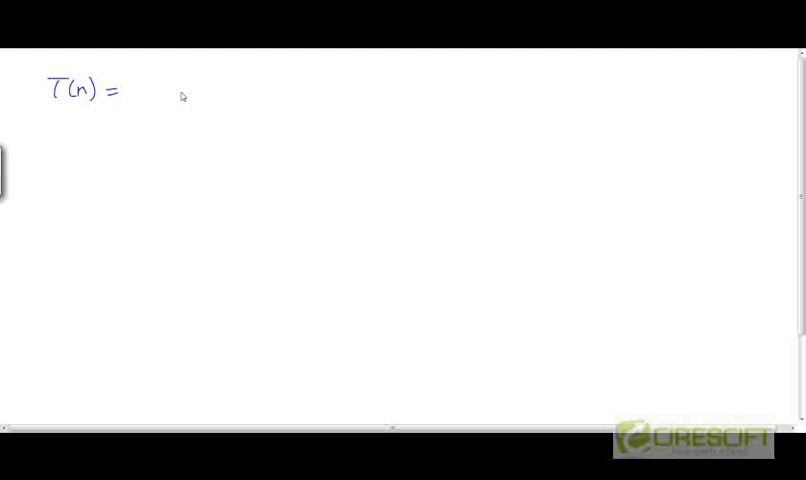 T(n) =
CIRESOFT